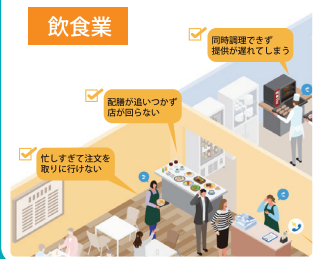 飲食業
同時調理できず
提供が遅れてしまう
配膳が追いつかず
店が回らない
忙しすぎて注文を
取りに行けない